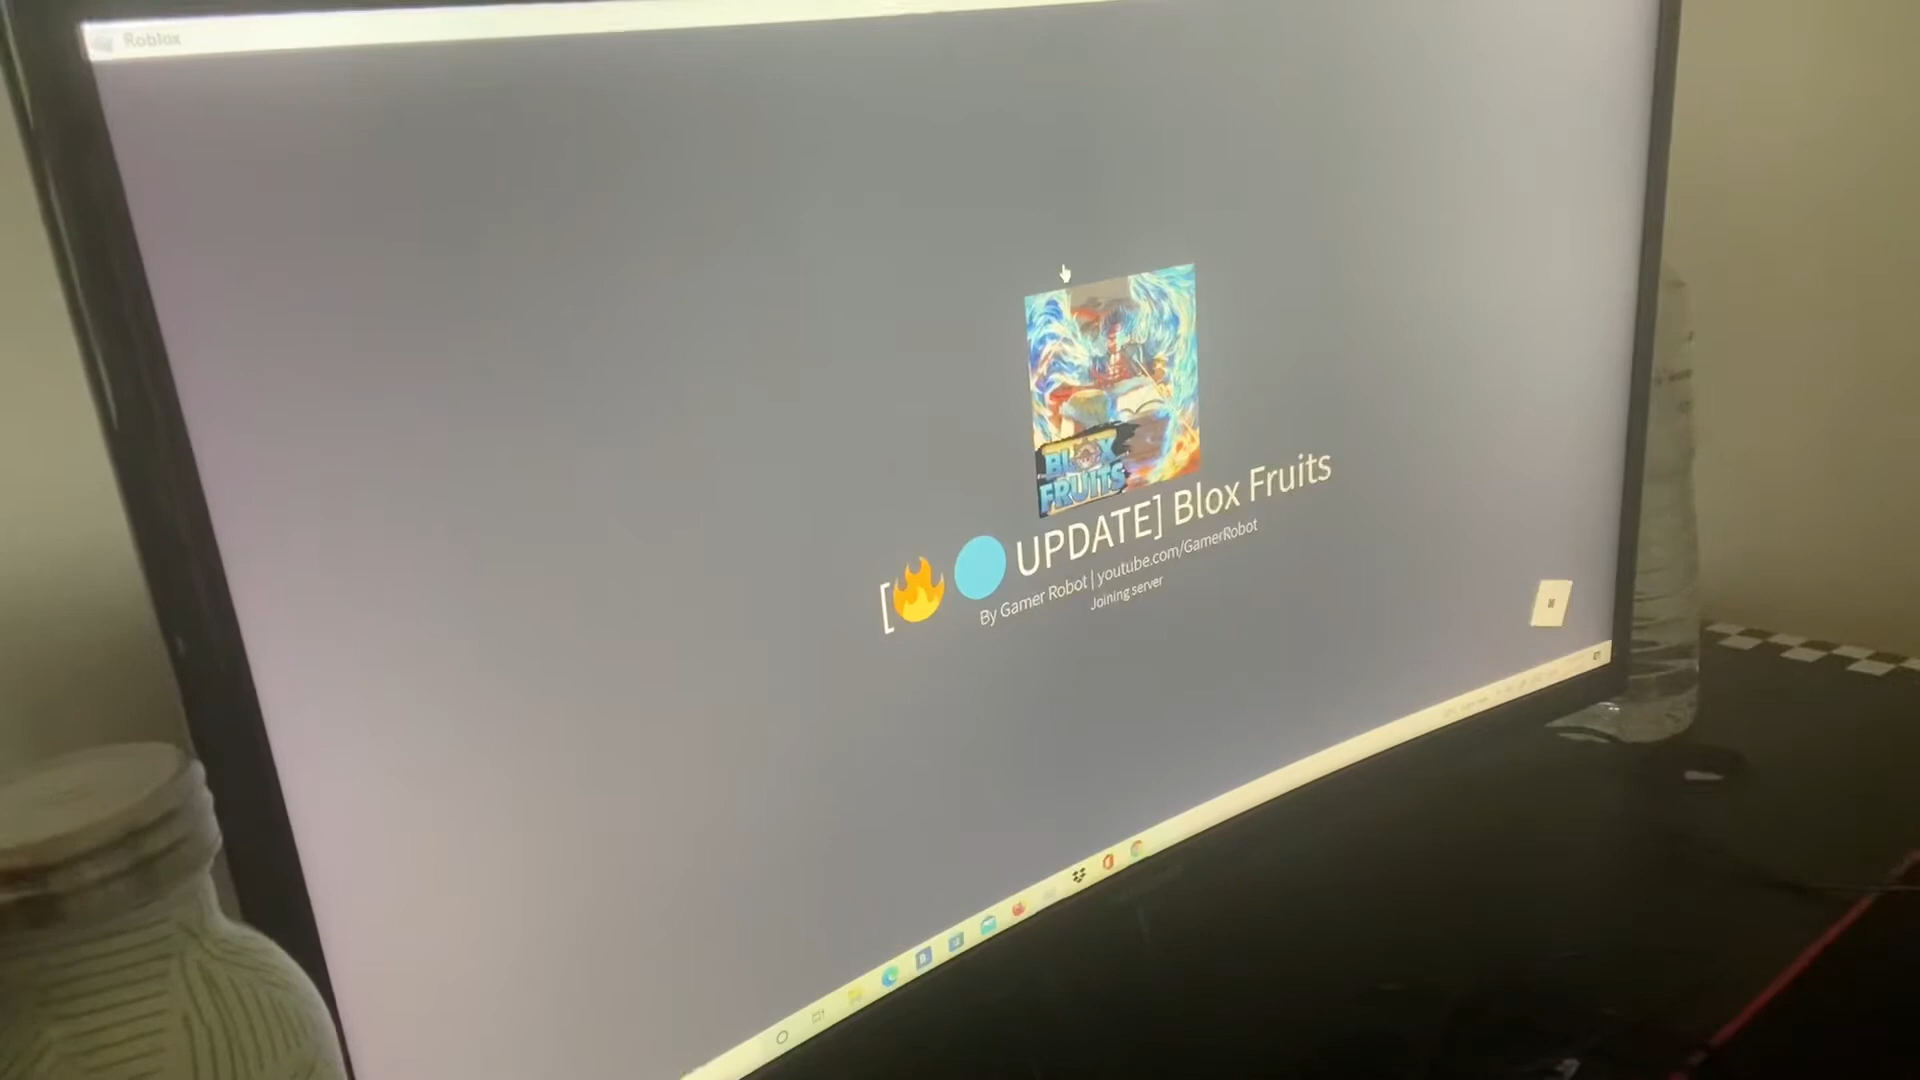 Roblox
BLOX
FRUITS
[🔥🔵 UPDATE] Blox Fruits
By Gamer Robot | youtube.com/GamerRobot
Joining server